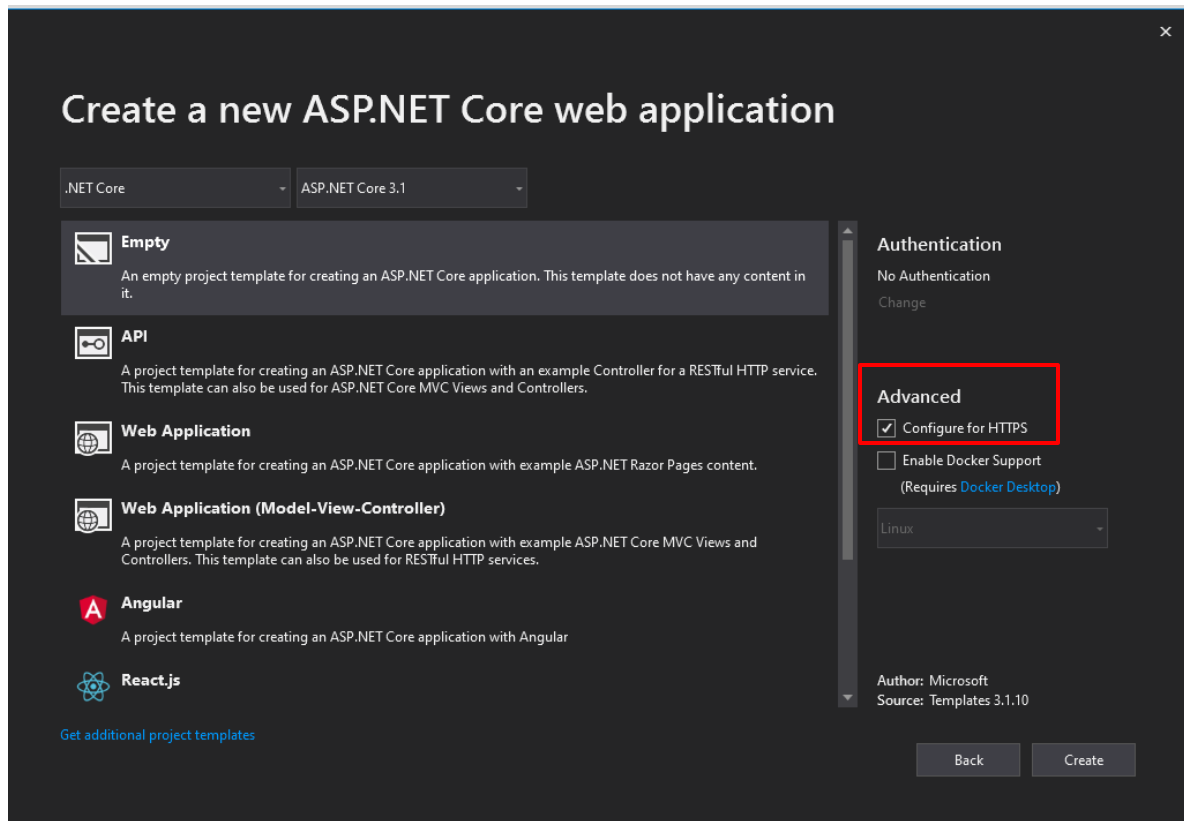 Create a new ASP.NET Core web application
.NET Core
ASP.NET Core 3.1
Empty
An empty project template for creating an ASP.NET Core application. This template does not have any content in
it.
API
A project template for creating an ASP.NET Core application with an example Controller for a RESTful HTTP service.
This template can also be used for ASP.NET Core MVC Views and Controllers.
Web Application
A project template for creating an ASP.NET Core application with example ASP.NET Razor Pages content.
Web Application (Model-View-Controller)
A project template for creating an ASP.NET Core application with example ASP.NET Core MVC Views and
Controllers. This template can also be used for RESTful HTTP services.
Angular
A project template for creating an ASP.NET Core application with Angular
React.js
Get additional project templates
Authentication
No Authentication
Change
Advanced
Configure for HTTPS
Enable Docker Support
(Requires Docker Desktop)
Linux
Author: Microsoft
Source: Templates 3.1.10
Back
Create